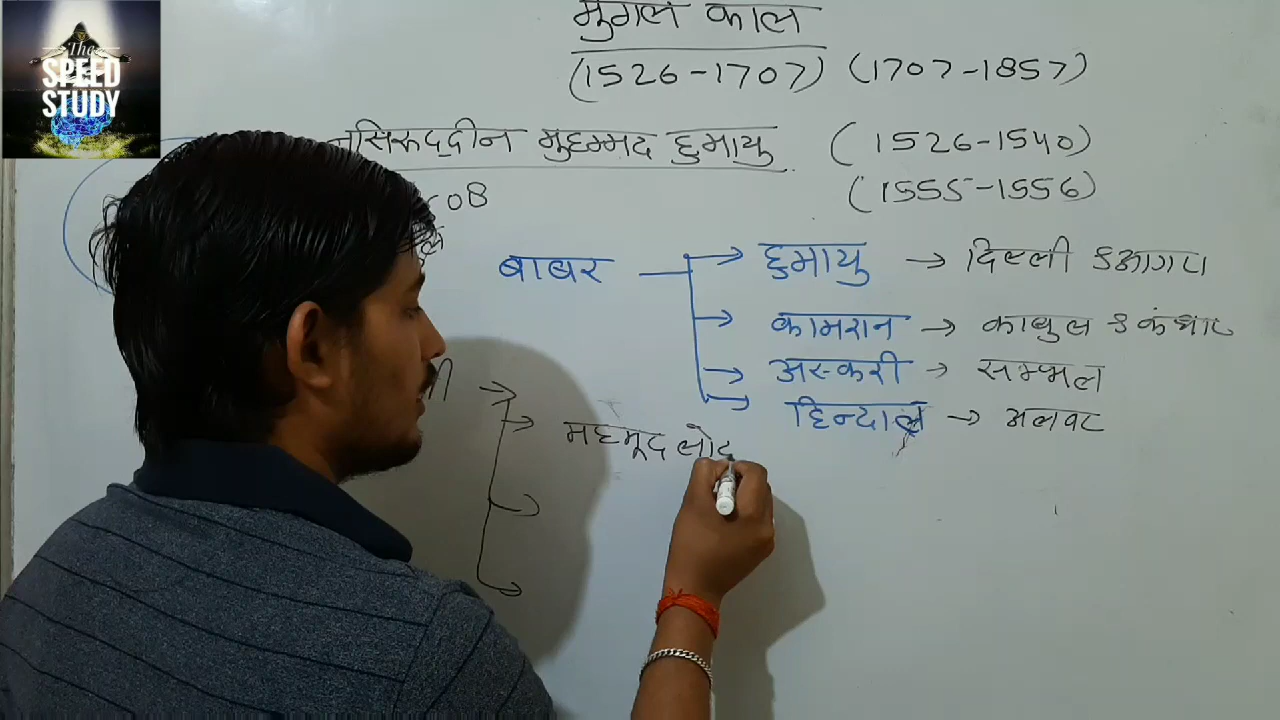 The
SPEED
STUDY
मुगल काल
(1526-1707) (1707-1857)
नसिरुद्दीन मुहम्मद हुमायु (1526-1540)
(1555-1556)
बाबर → हुमायु → दिल्ली & आगरा
→ कामरान → काबुल & कंधार
→ अस्करी → सम्भल
→ हिन्दाल → अलवर
→ महमूद लोद